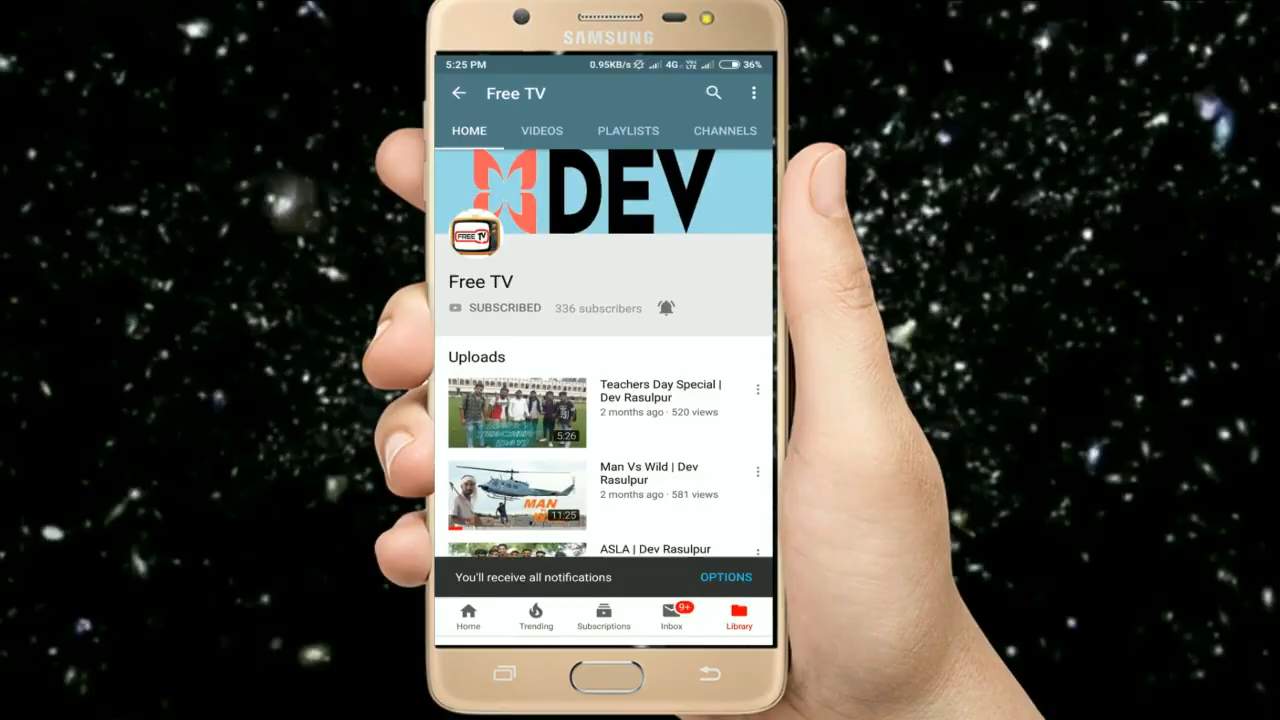 SAMSUNG
5:25 PM
0.95KB/s 4G VoLTE 36%
Free TV
HOME VIDEOS PLAYLISTS CHANNELS
DEV
FREE TV
Free TV
SUBSCRIBED 336 subscribers
Uploads
Teachers Day Special |
Dev Rasulpur
2 months ago · 520 views
5:26
Man Vs Wild | Dev
Rasulpur
2 months ago · 581 views
MAN
11:25
ASLA | Dev Rasulpur
You'll receive all notifications OPTIONS
9+
Home Trending Subscriptions Inbox Library